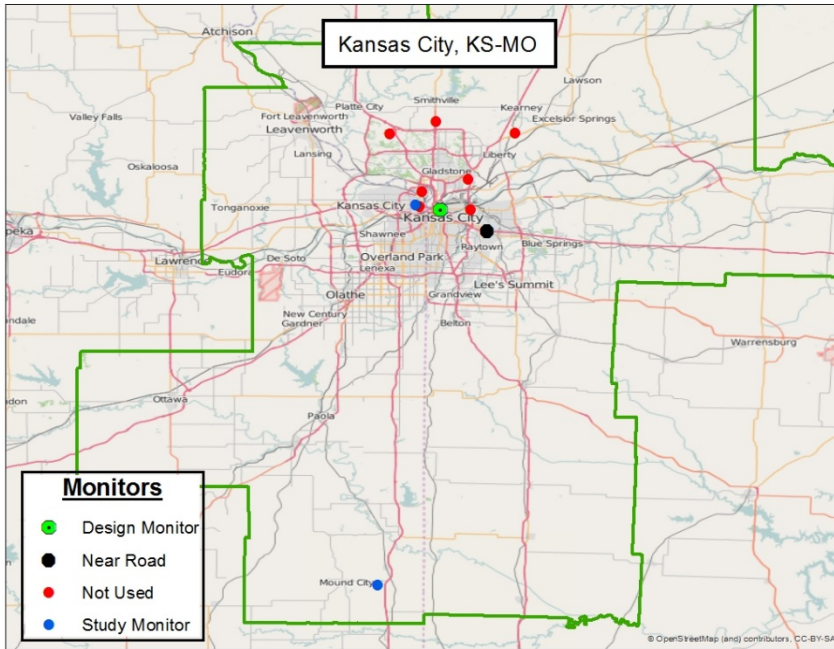 Kansas City, KS-MO
Atchison
Smithville
Lawson
Platte City
Kearney
Excelsior Springs
Valley Falls
Fort Leavenworth
Leavenworth
Lansing
Liberty
Gladstone
Oskaloosa
Tonganoxie
Kansas City
Kansas City
peka
Shawnee
Raytown
Blue Springs
Overland Park
De Soto
Lawrence
Lenexa
Eudora
Lee's Summit
Olathe
Grandview
New Century
Gardner
Belton
andale
Warrensburg
Ottawa
don
Paola
Monitors
Design Monitor
Near Road
Not Used
Study Monitor
Mound City
© OpenStreetMap (and) contributors, CC-BY-SA